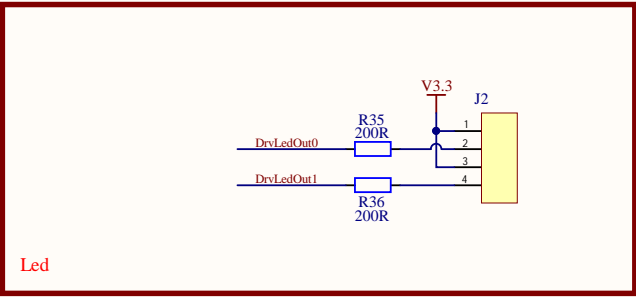 V3.3
J2
R35
200R
1
DrvLedOut0
2
3
DrvLedOut1
4
R36
200R
Led